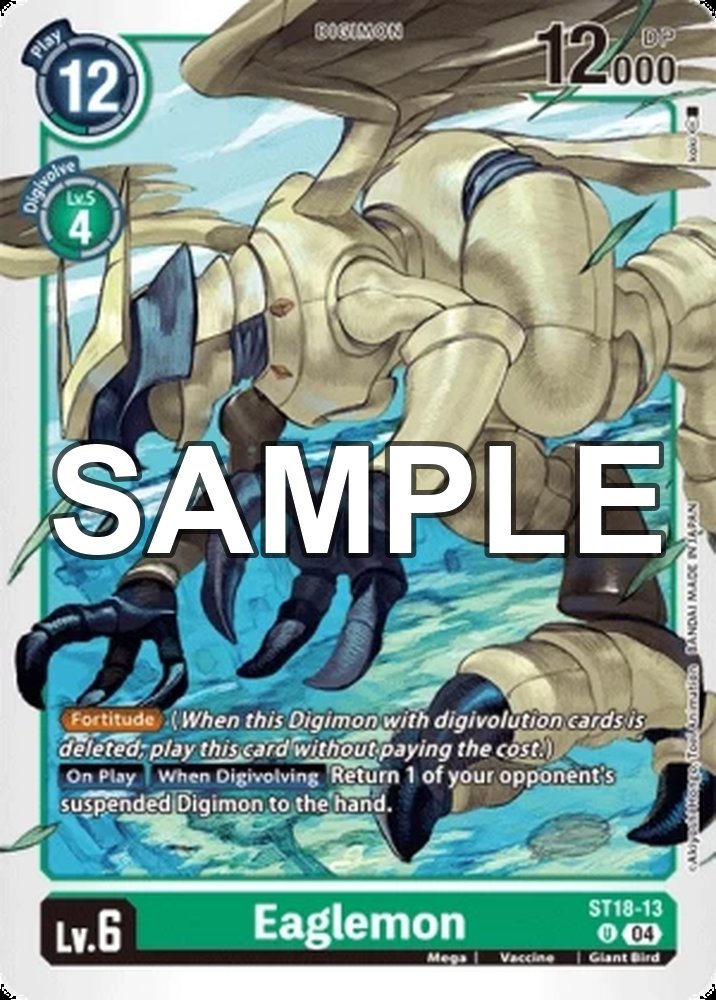 DIGIMON
Play
12
12000
DP
Digivolve
Lv.5
4
SAMPLE
BANDAI MADE IN JAPAN
Fortitude (When this Digimon with digivolution cards is
deleted, play this card without paying the cost.)
On Play When Digivolving Return 1 of your opponent's
suspended Digimon to the hand.
Lv.6
Eaglemon
ST18-13
U 04
Mega | Vaccine | Giant Bird